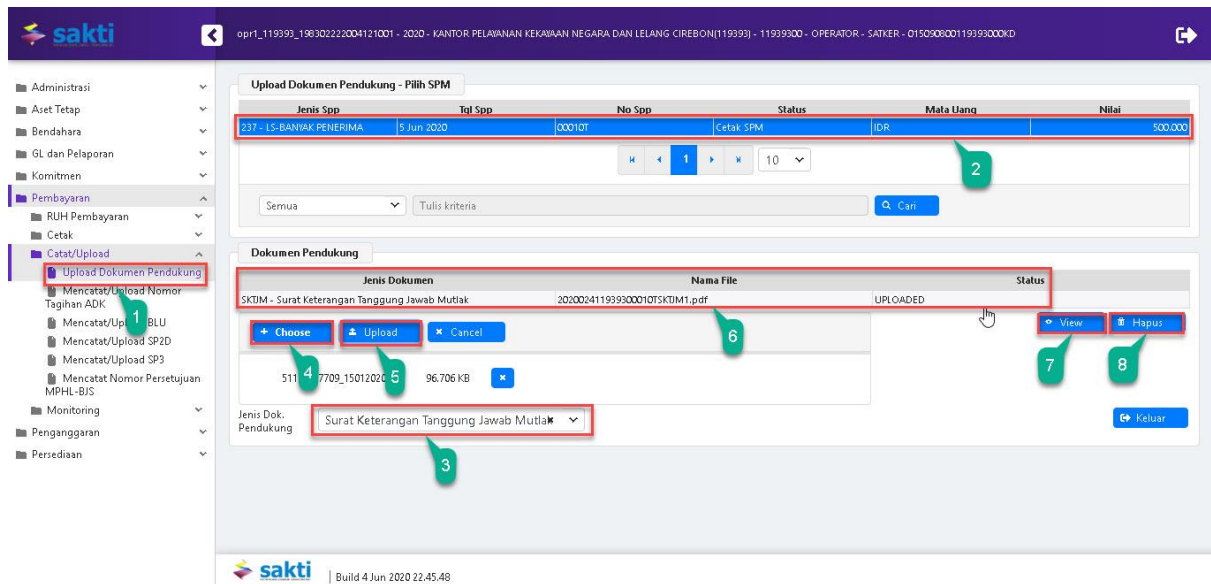 sakti
opr1_119393_198302222004121001 - 2020 - KANTOR PELAYANAN KEKAYAAN NEGARA DAN LELANG CIREBON(119393) - 11939300 - OPERATOR - SATKER - 015090800119393000KD
Administrasi
Aset Tetap
Bendahara
GL dan Pelaporan
Komitmen
Pembayaran
RUH Pembayaran
Cetak
Catat/Upload
Upload Dokumen Pendukung
Mencatat/Upload Nomor
Tagihan ADK
1
Mencatat/Upload BLU
Mencatat/Upload SP2D
Mencatat/Upload SP3
Mencatat Nomor Persetujuan
MPHL-BJS
Monitoring
Penganggaran
Persediaan
Upload Dokumen Pendukung - Pilih SPM
Jenis Spp Tgl Spp No Spp Status Mata Uang Nilai
237 - LS-BANYAK PENERIMA 5 Jun 2020 00010T Cetak SPM IDR 500.000
1 10
2
Semua Tulis kriteria Cari
Dokumen Pendukung
Jenis Dokumen Nama File Status
SKTJM - Surat Keterangan Tanggung Jawab Mutlak 202002411939300010TSKTJM1.pdf UPLOADED
+ Choose Upload Cancel
6
View Hapus
4 5 7 8
511 7709_15012020 96.706 KB
Jenis Dok.
Pendukung
Surat Keterangan Tanggung Jawab Mutlak
Keluar
3
sakti | Build 4 Jun 2020 22.45.48